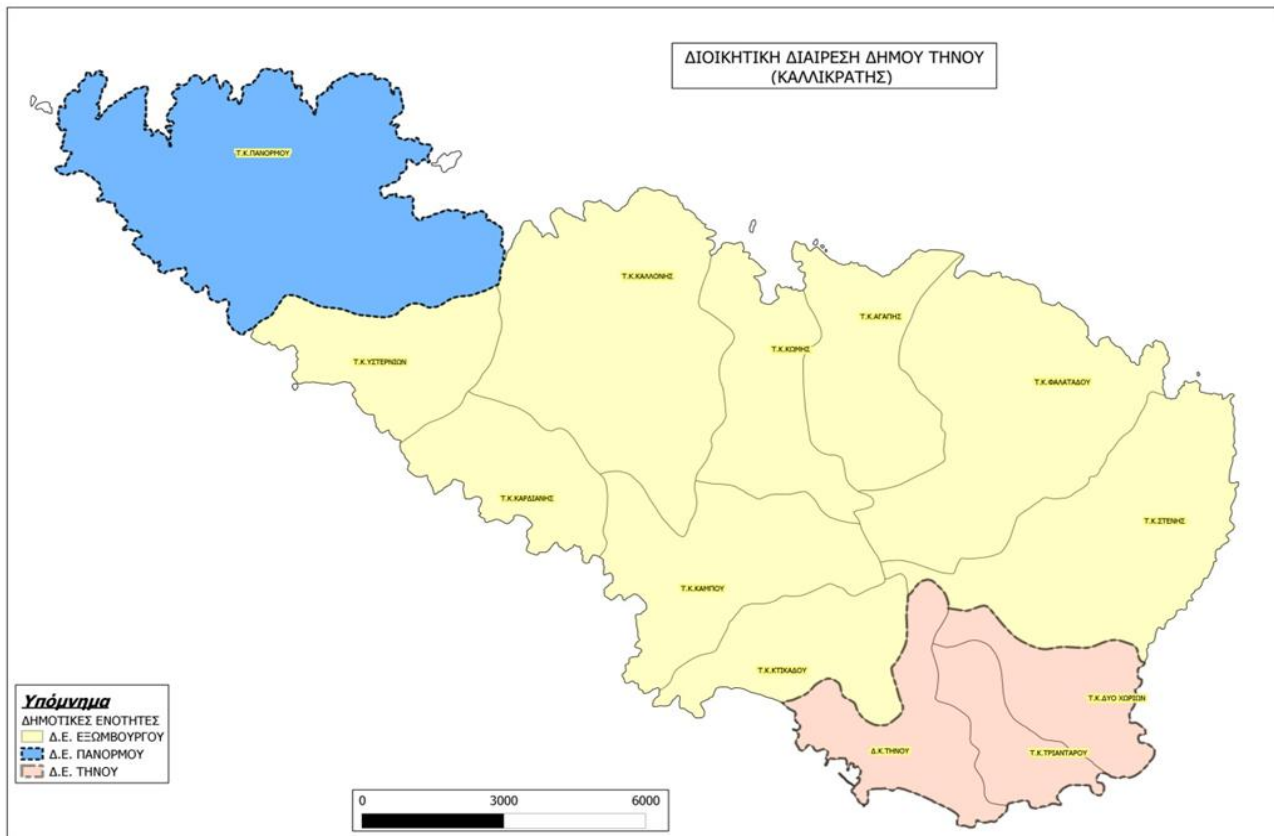 ΔΙΟΙΚΗΤΙΚΗ ΔΙΑΙΡΕΣΗ ΔΗΜΟΥ ΤΗΝΟΥ
(ΚΑΛΛΙΚΡΑΤΗΣ)
Τ.Κ.ΠΑΝΟΡΜΟΥ
Τ.Κ.ΚΑΛΛΟΝΗΣ
Τ.Κ.ΑΓΑΠΗΣ
Τ.Κ.ΚΩΜΗΣ
Τ.Κ.ΥΣΤΕΡΝΙΩΝ
Τ.Κ.ΦΑΛΑΤΑΔΟΥ
Τ.Κ.ΚΑΡΔΙΑΝΗΣ
Τ.Κ.ΣΤΕΝΗΣ
Τ.Κ.ΚΑΜΠΟΥ
Τ.Κ.ΚΤΙΚΑΔΟΥ
Τ.Κ.ΔΥΟ ΧΩΡΙΩΝ
Δ.Κ.ΤΗΝΟΥ
Τ.Κ.ΤΡΙΑΝΤΑΡΟΥ
Υπόμνημα
ΔΗΜΟΤΙΚΕΣ ΕΝΟΤΗΤΕΣ
Δ.Ε. ΕΞΩΜΒΟΥΡΓΟΥ
Δ.Ε. ΠΑΝΟΡΜΟΥ
Δ.Ε. ΤΗΝΟΥ
0 3000 6000